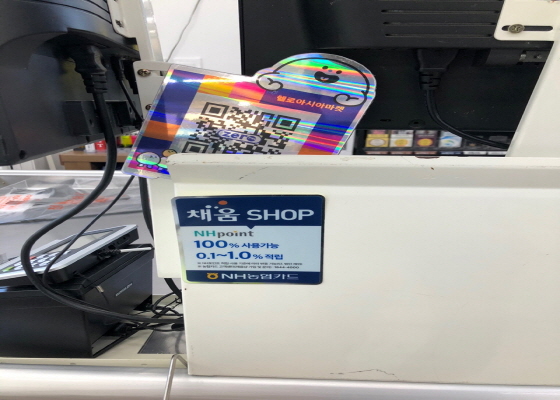 헬로아시아마켓
채움 SHOP
NHpoint
100% 사용가능
0.1~1.0% 적립
NH농협카드